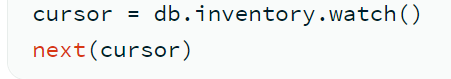 cursor = db.inventory.watch()
next(cursor)